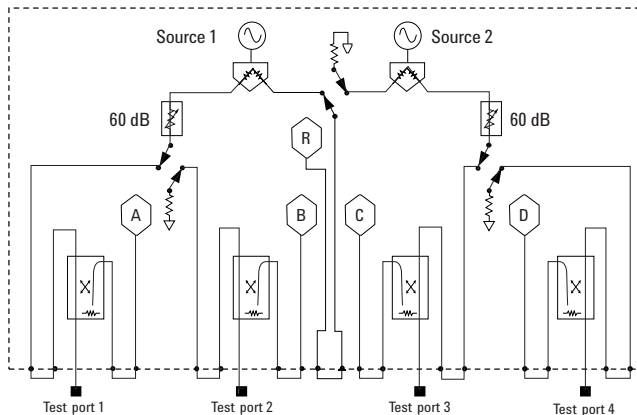 Source 1
Source 2
60 dB
60 dB
R
A
B
C
D
Test port 1
Test port 2
Test port 3
Test port 4